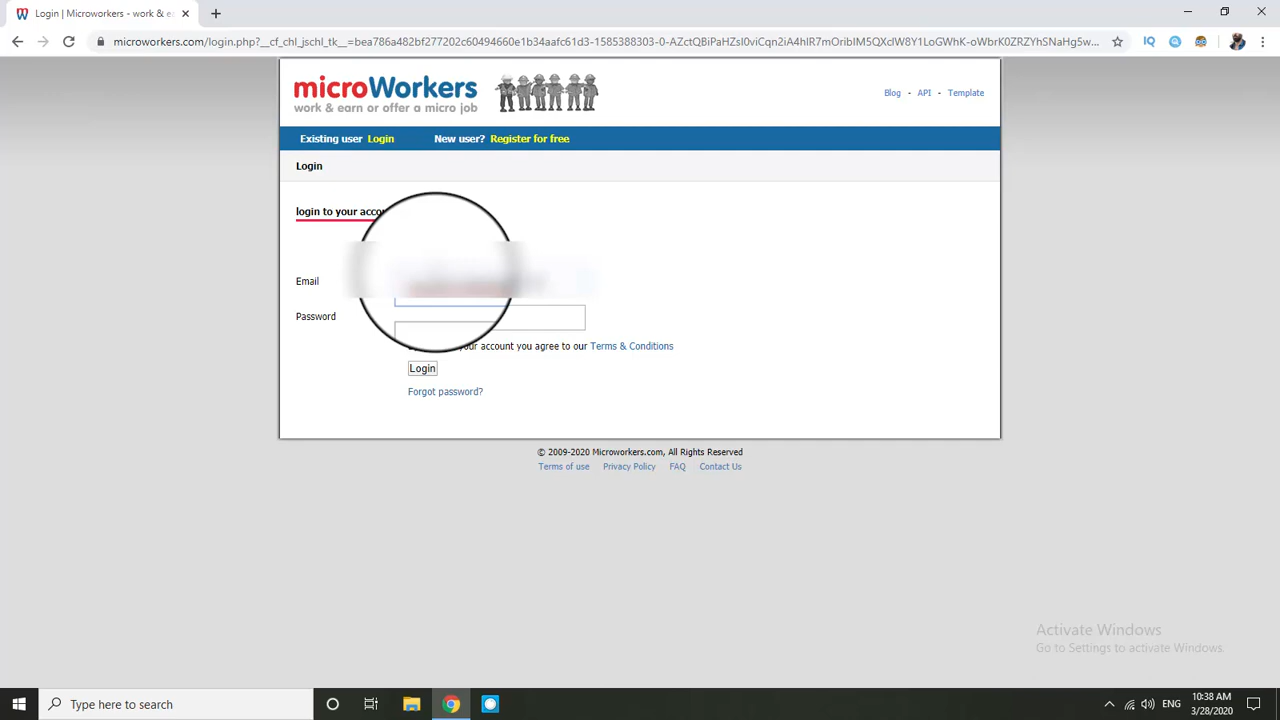 Login | Microworkers - work & e
microworkers.com/login.php?__cf_chl_jschl_tk__=bea786a482bf277202c60494660e1b34aafc61d3-1585388303-0-AZctQBiPaHZsI0viCqn2iA4hIR7mOribIM5QXclW8Y1LoGWhK-oWbrK0ZRZYhSNaHg5w...
microWorkers
work & earn or offer a micro job
Blog - API - Template
Existing user Login New user? Register for free
Login
login to your accou
Email
Password
your account you agree to our Terms & Conditions
Login
Forgot password?
© 2009-2020 Microworkers.com, All Rights Reserved
Terms of use Privacy Policy FAQ Contact Us
Activate Windows
Go to Settings to activate Windows.
Type here to search
ENG
10:38 AM
3/28/2020